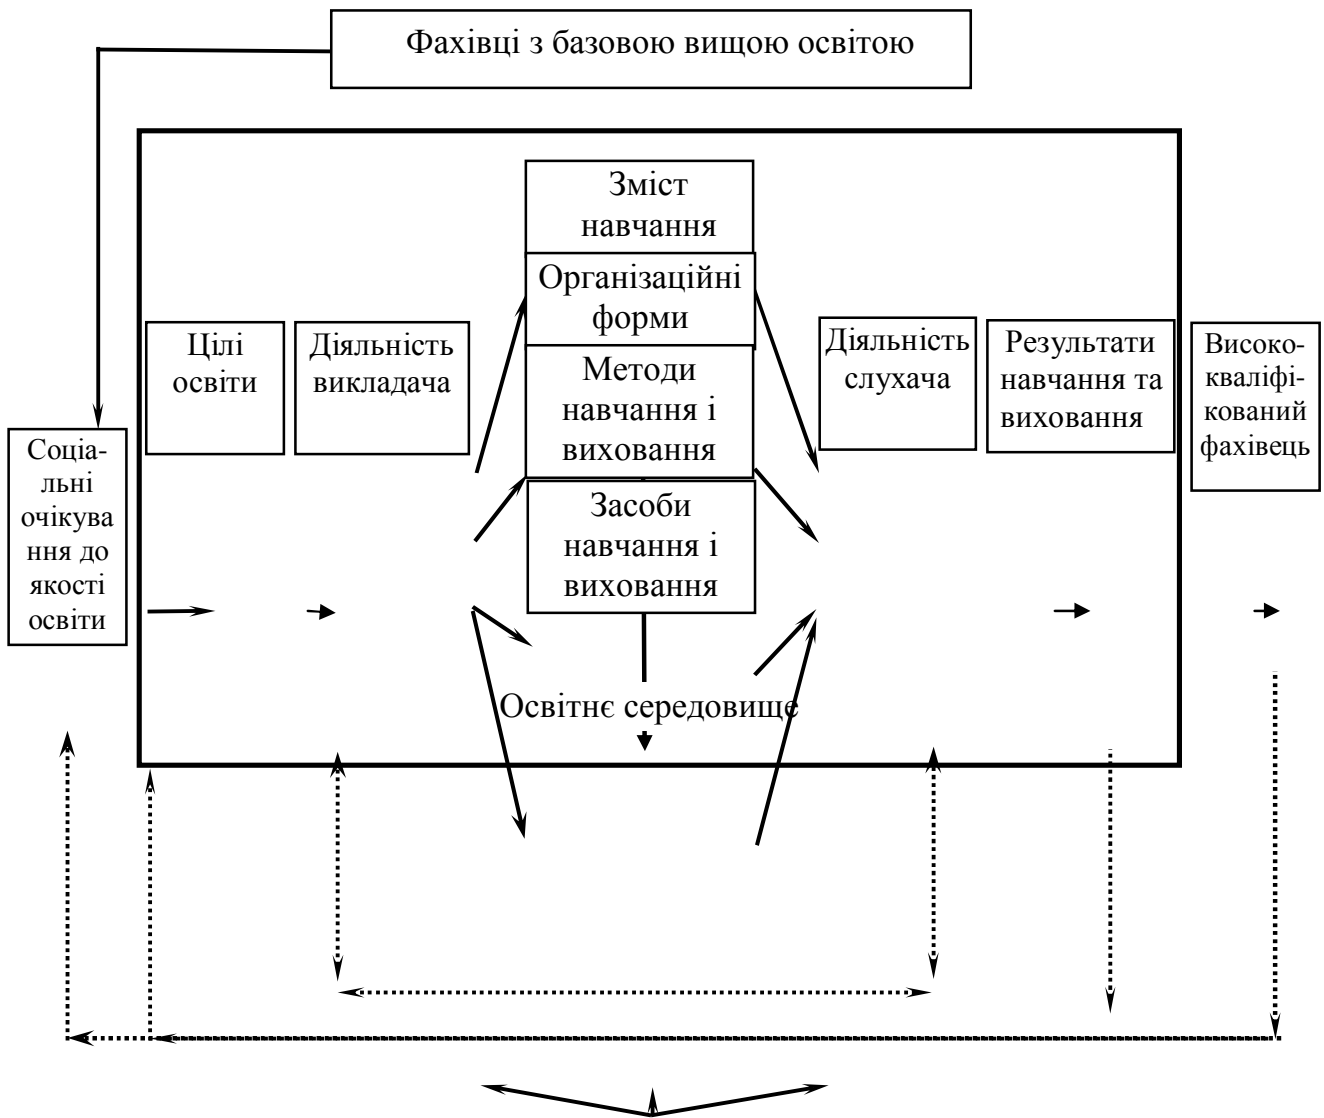 Фахівці з базовою вищою освітою
Зміст
навчання
Організаційні
форми
Методи
навчання і
виховання
Засоби
навчання і
виховання
Цілі
освіти
Діяльність
викладача
Діяльність
слухача
Результати
навчання та
виховання
Високо-
кваліфі-
кований
фахівець
Соціа-
льні
очікува
ння до
якості
освіти
Освітнє середовище